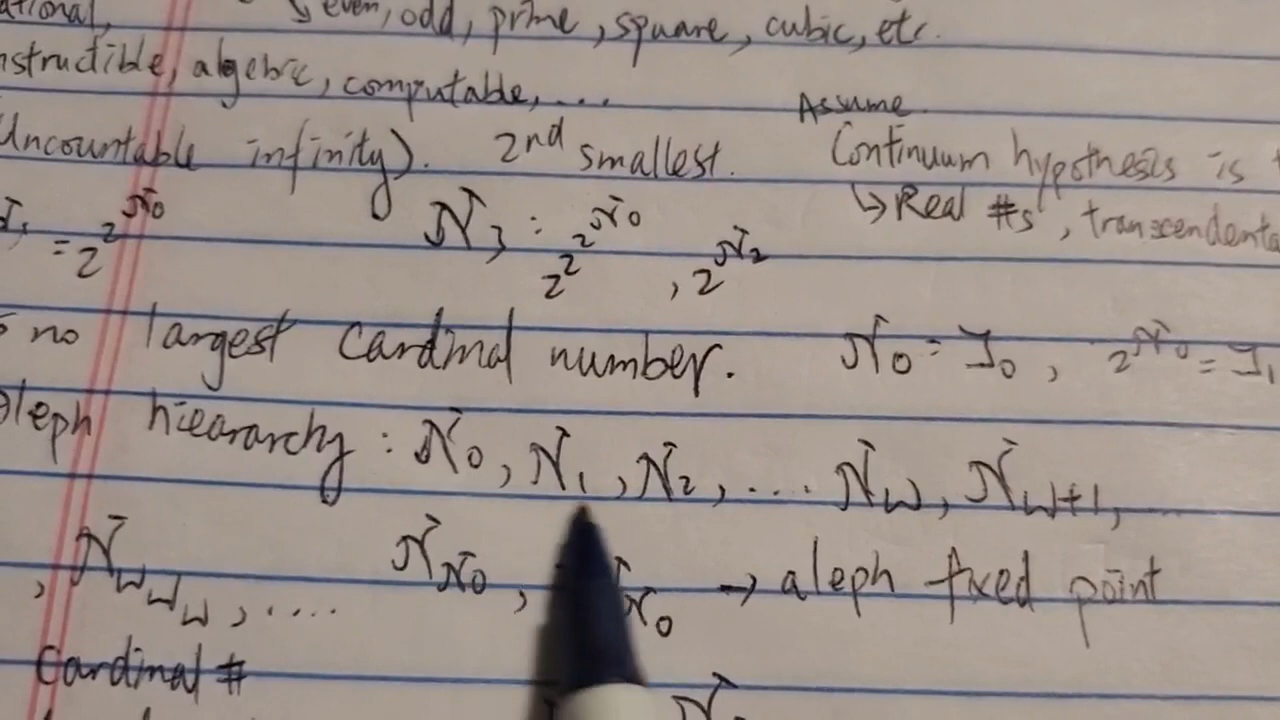 ational, ↳ even, odd, prime, square, cubic, etc.
nstructible, algebric, computable, ....
Assume
Uncountable infinity). 2nd smallest. Continuum hypothesis is
↳ Real #s, transcendenta
= 2^2^ℵ0 ℵ3 : 2^2^2^ℵ0 , 2^ℵ2
no largest cardinal number. ℵ0 = ℶ0 , 2^ℵ0 = ℶ1
aleph hieararchy : ℵ0, ℵ1, ℵ2, .... ℵω, ℵω+1, ...
, ℵωωω, ..... ℵℵ0 , ℵ0 → aleph fixed point
Cardinal #